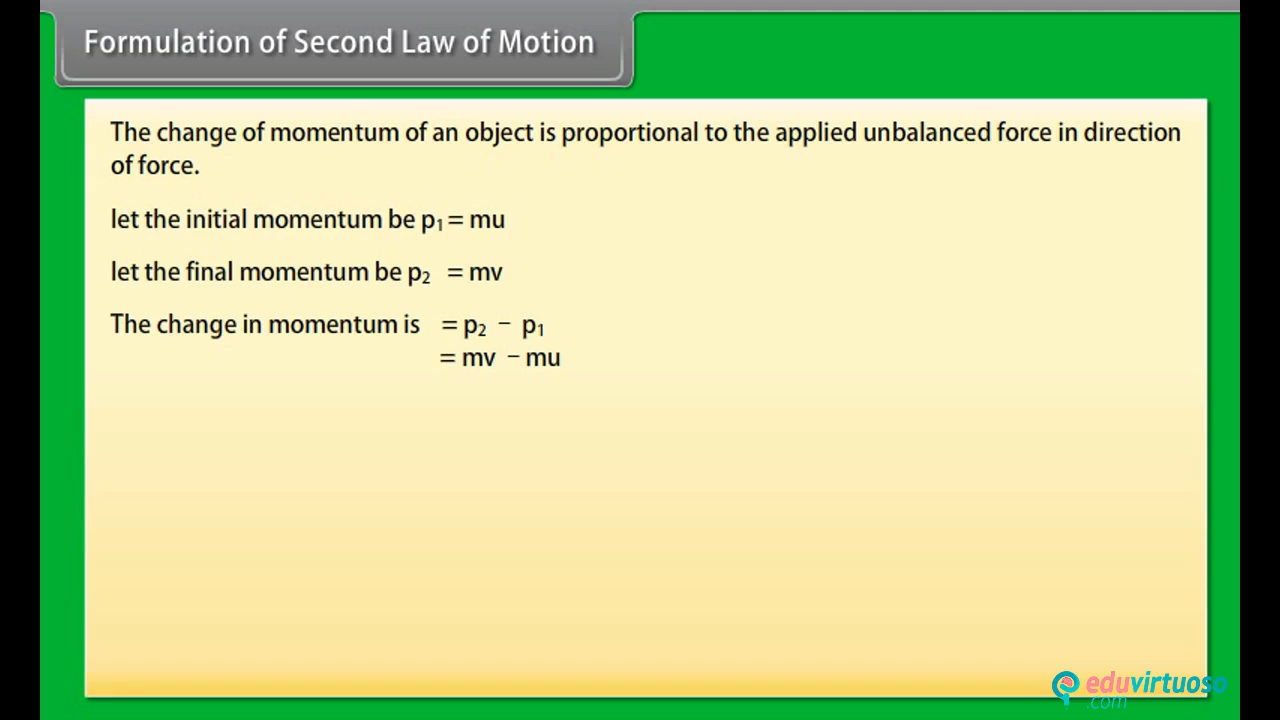 Formulation of Second Law of Motion
The change of momentum of an object is proportional to the applied unbalanced force in direction
of force.
let the initial momentum be p₁ = mu
let the final momentum be p₂ = mv
The change in momentum is = p₂ − p₁
= mv − mu
eduvirtuoso
.com